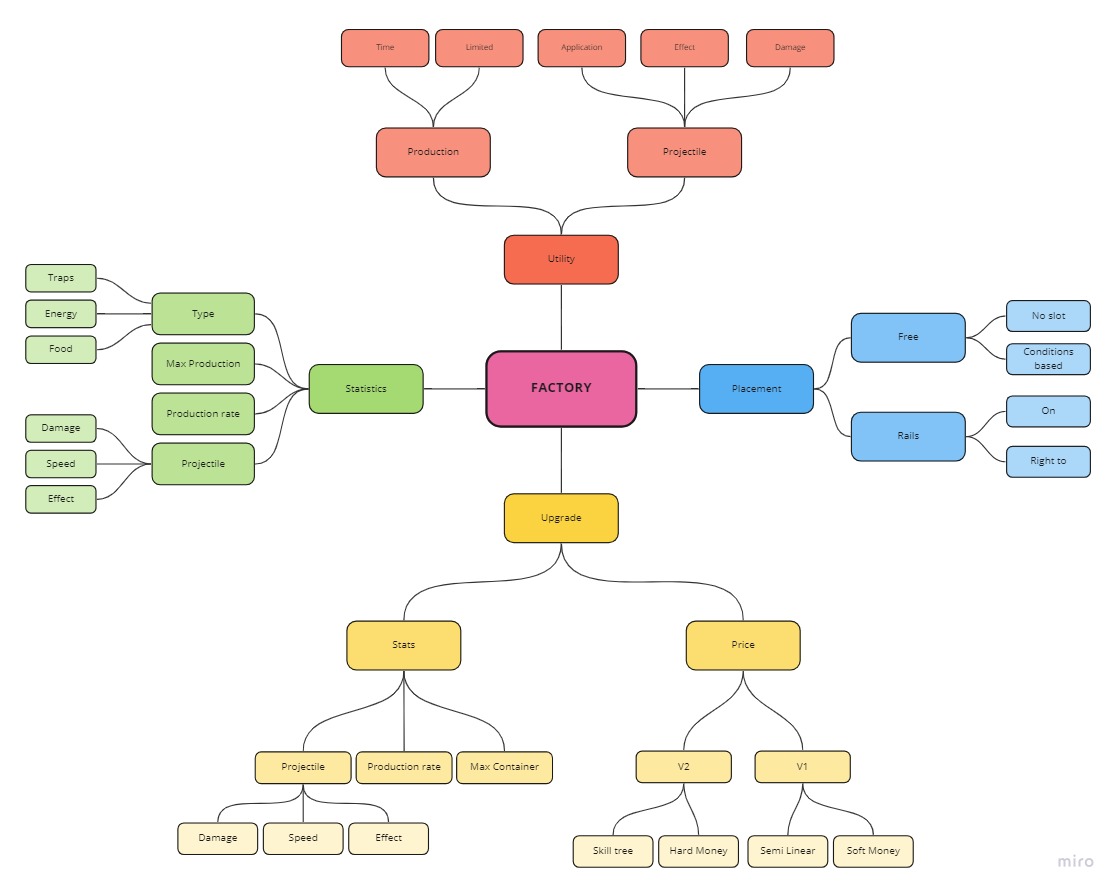 Time
Limited
Application
Effect
Damage
Production
Projectile
Utility
Traps
Energy
Food
Type
Max Production
Production rate
Projectile
Damage
Speed
Effect
Statistics
FACTORY
Placement
Free
No slot
Conditions
based
Rails
On
Right to
Upgrade
Stats
Price
Projectile
Production rate
Max Container
V2
V1
Damage
Speed
Effect
Skill tree
Hard Money
Semi Linear
Soft Money
miro